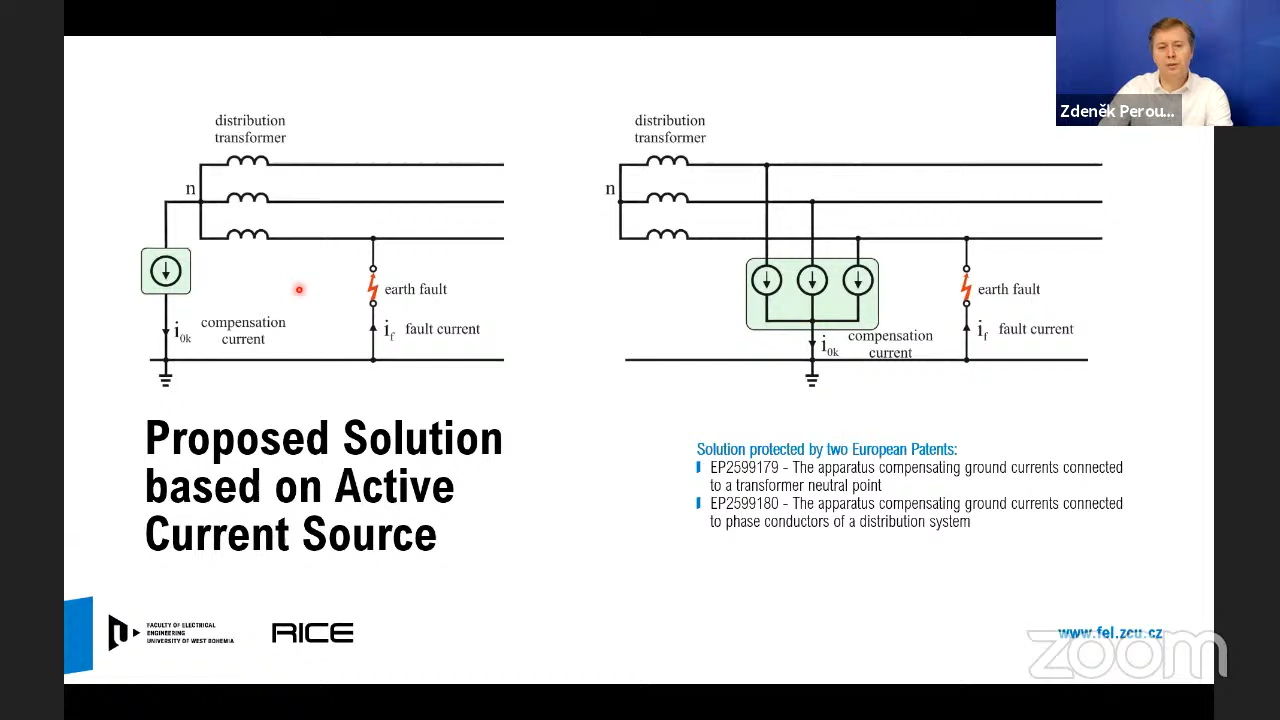 Zdeněk Perou...
distribution
transformer
n
i0k
compensation
current
earth fault
if fault current
distribution
transformer
n
i0k
compensation
current
earth fault
if fault current
Proposed Solution
based on Active
Current Source
Solution protected by two European Patents:
EP2599179 - The apparatus compensating ground currents connected
to a transformer neutral point
EP2599180 - The apparatus compensating ground currents connected
to phase conductors of a distribution system
FACULTY OF ELECTRICAL
ENGINEERING
UNIVERSITY OF WEST BOHEMIA
RICE
www.fel.zcu.cz
zoom